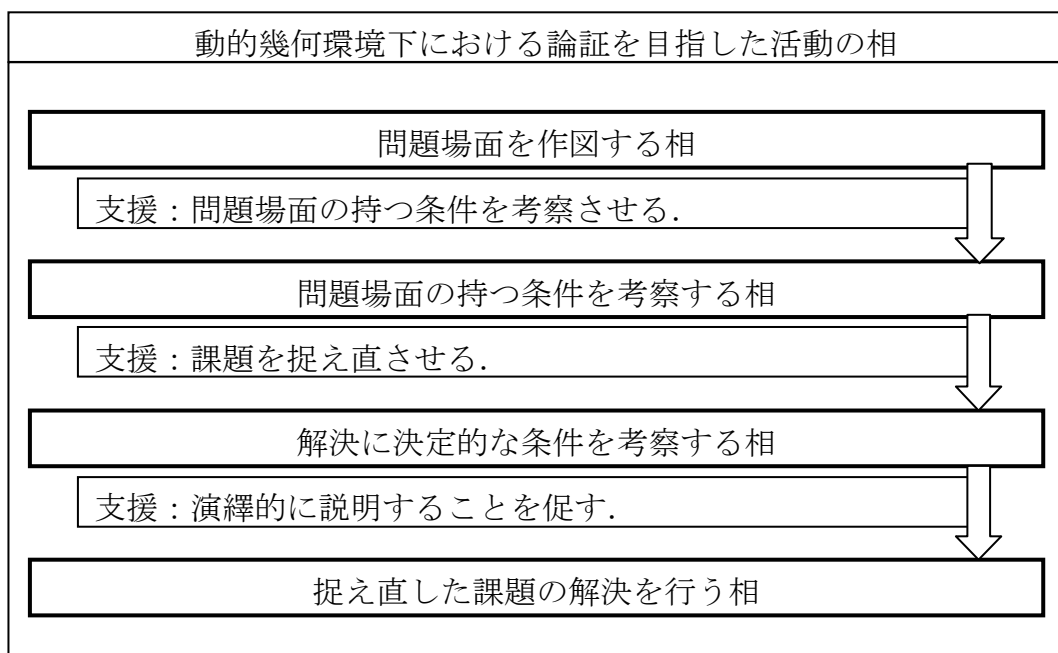 動的幾何環境下における論証を目指した活動の相
問題場面を作図する相
支援：問題場面の持つ条件を考察させる．
問題場面の持つ条件を考察する相
支援：課題を捉え直させる．
解決に決定的な条件を考察する相
支援：演繹的に説明することを促す．
捉え直した課題の解決を行う相